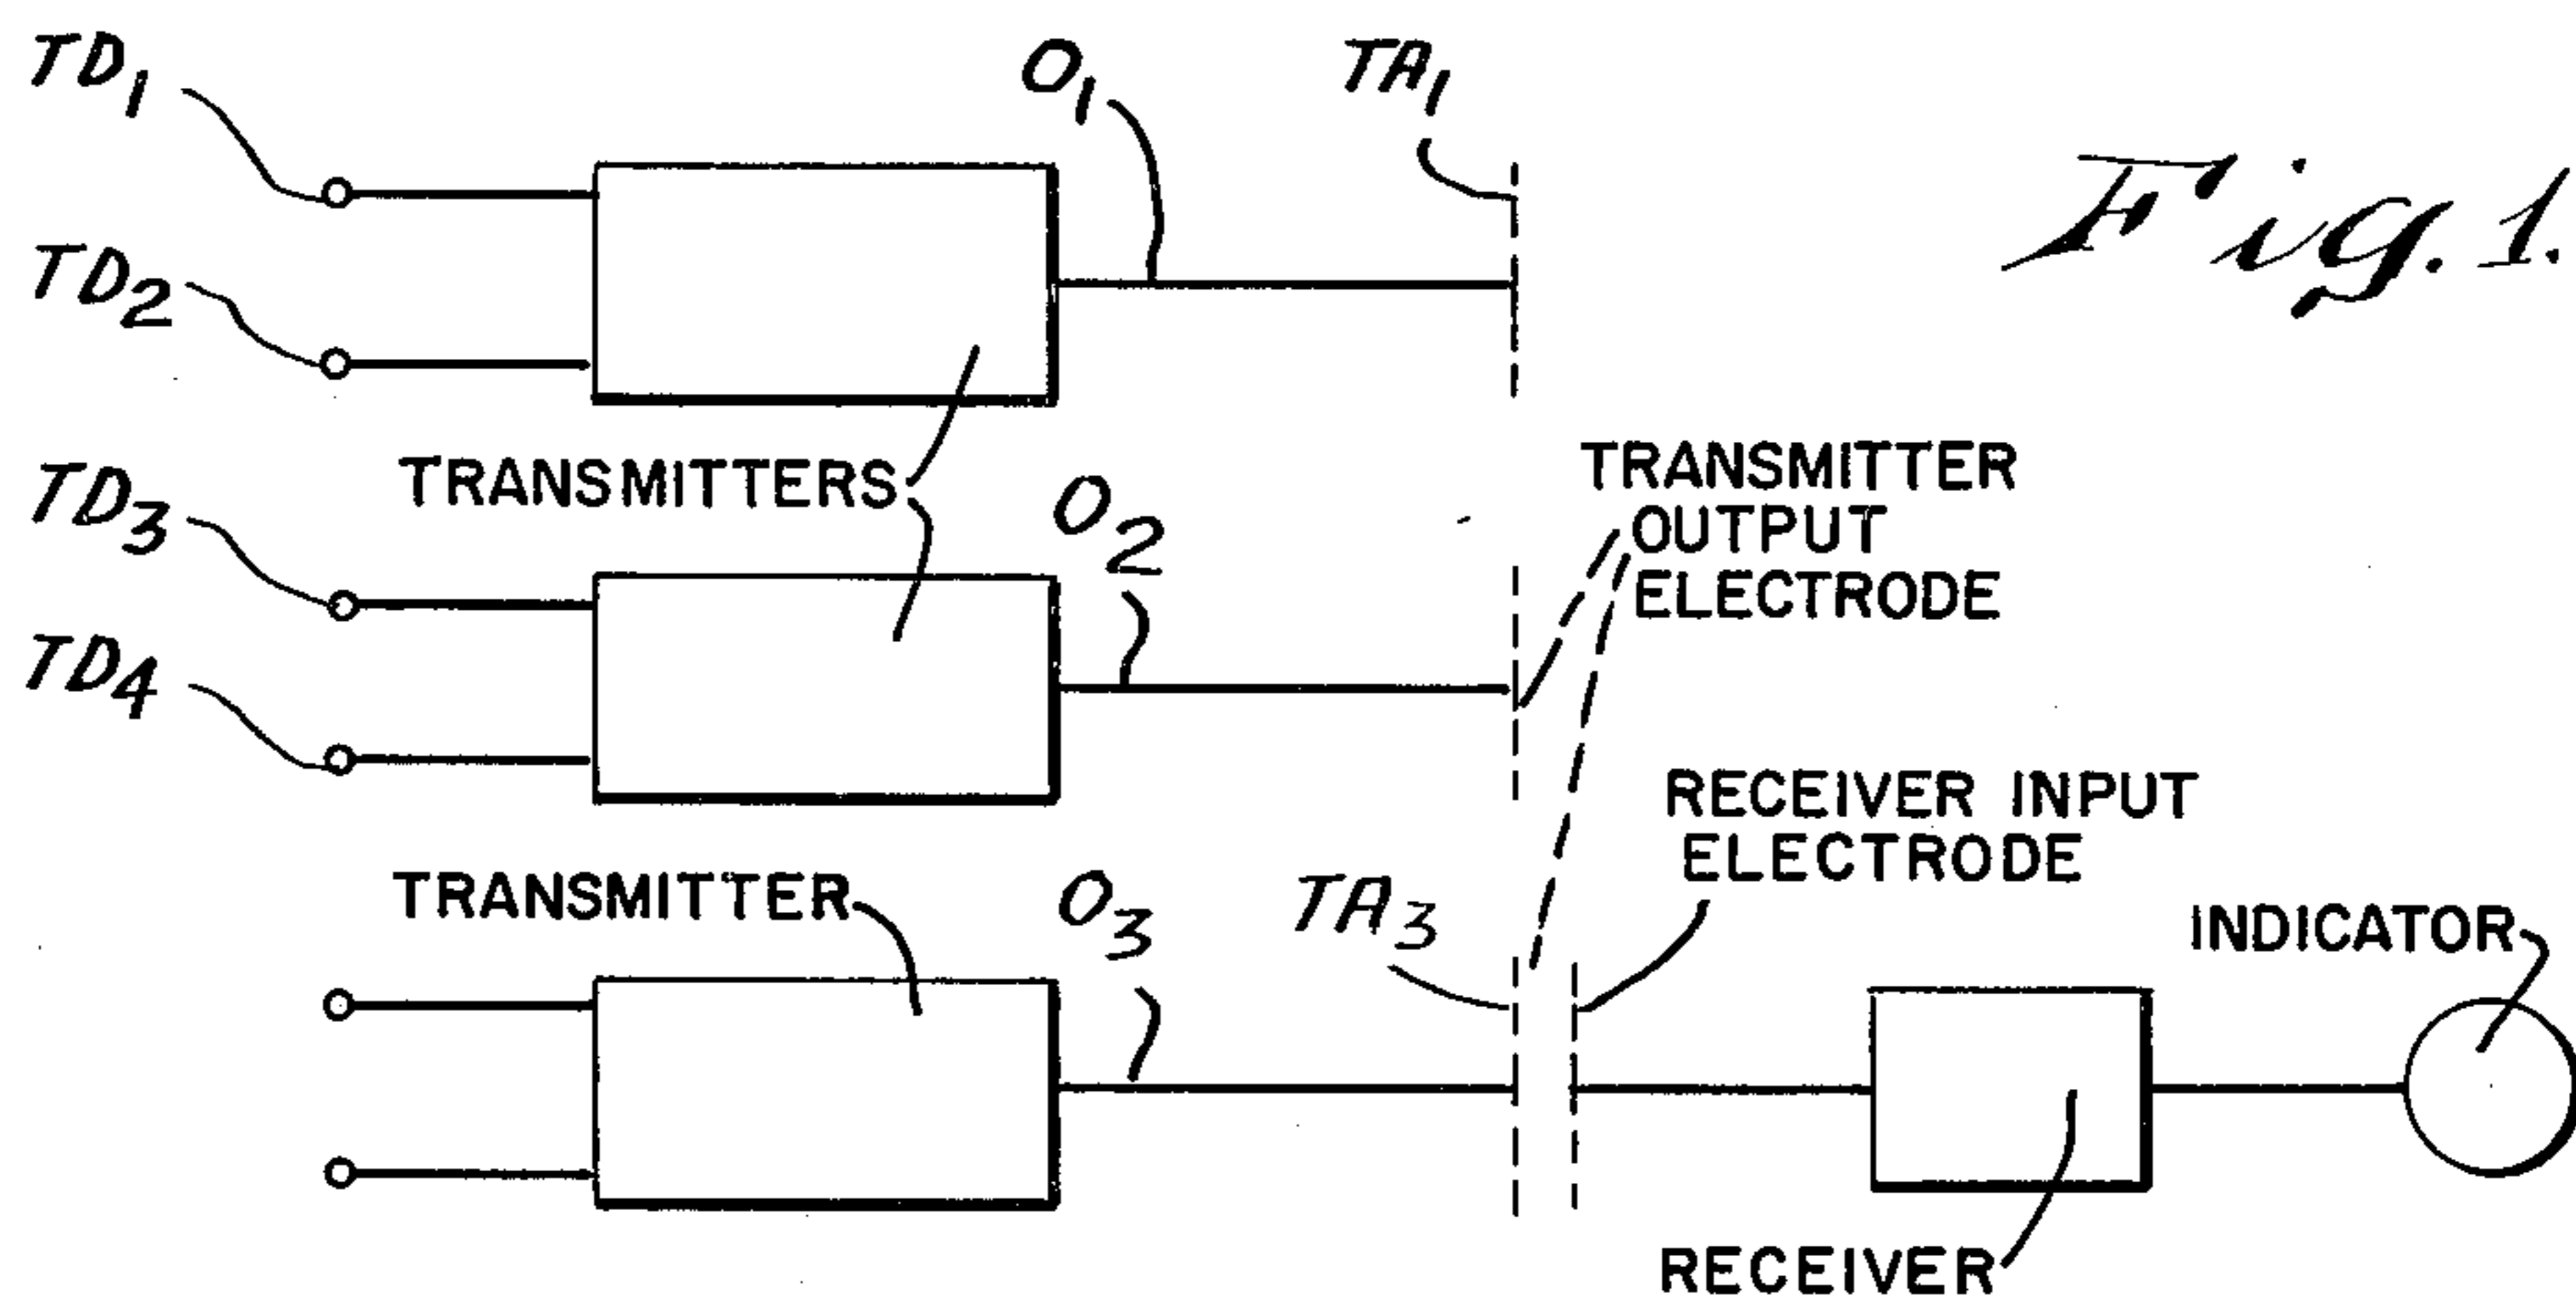 TD1
O1
TA1
Fig. 1.
TD2
TRANSMITTERS
TRANSMITTER
OUTPUT
ELECTRODE
TD3
O2
TD4
RECEIVER INPUT
ELECTRODE
TRANSMITTER
O3
TA3
INDICATOR
RECEIVER